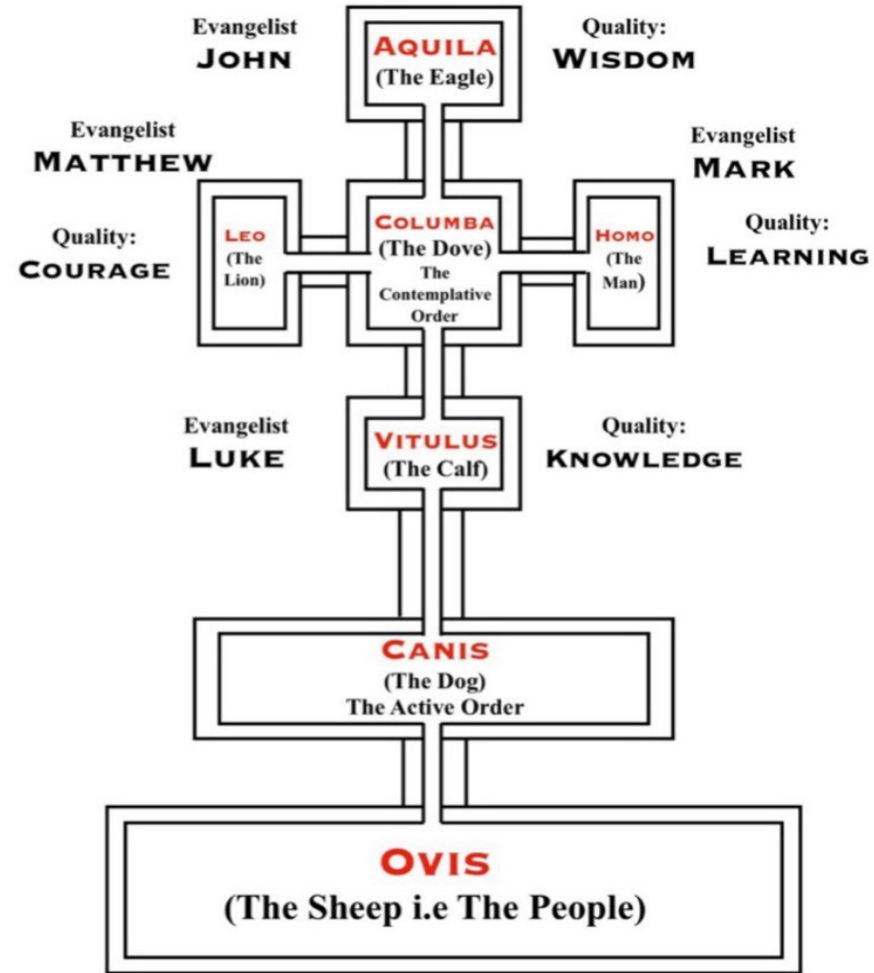 Evangelist
JOHN
AQUILA
(The Eagle)
Quality:
WISDOM
Evangelist
MATTHEW
Quality:
COURAGE
LEO
(The
Lion)
COLUMBA
(The Dove)
The
Contemplative
Order
HOMO
(The
Man)
Evangelist
MARK
Quality:
LEARNING
Evangelist
LUKE
VITULUS
(The Calf)
Quality:
KNOWLEDGE
CANIS
(The Dog)
The Active Order
OVIS
(The Sheep i.e The People)